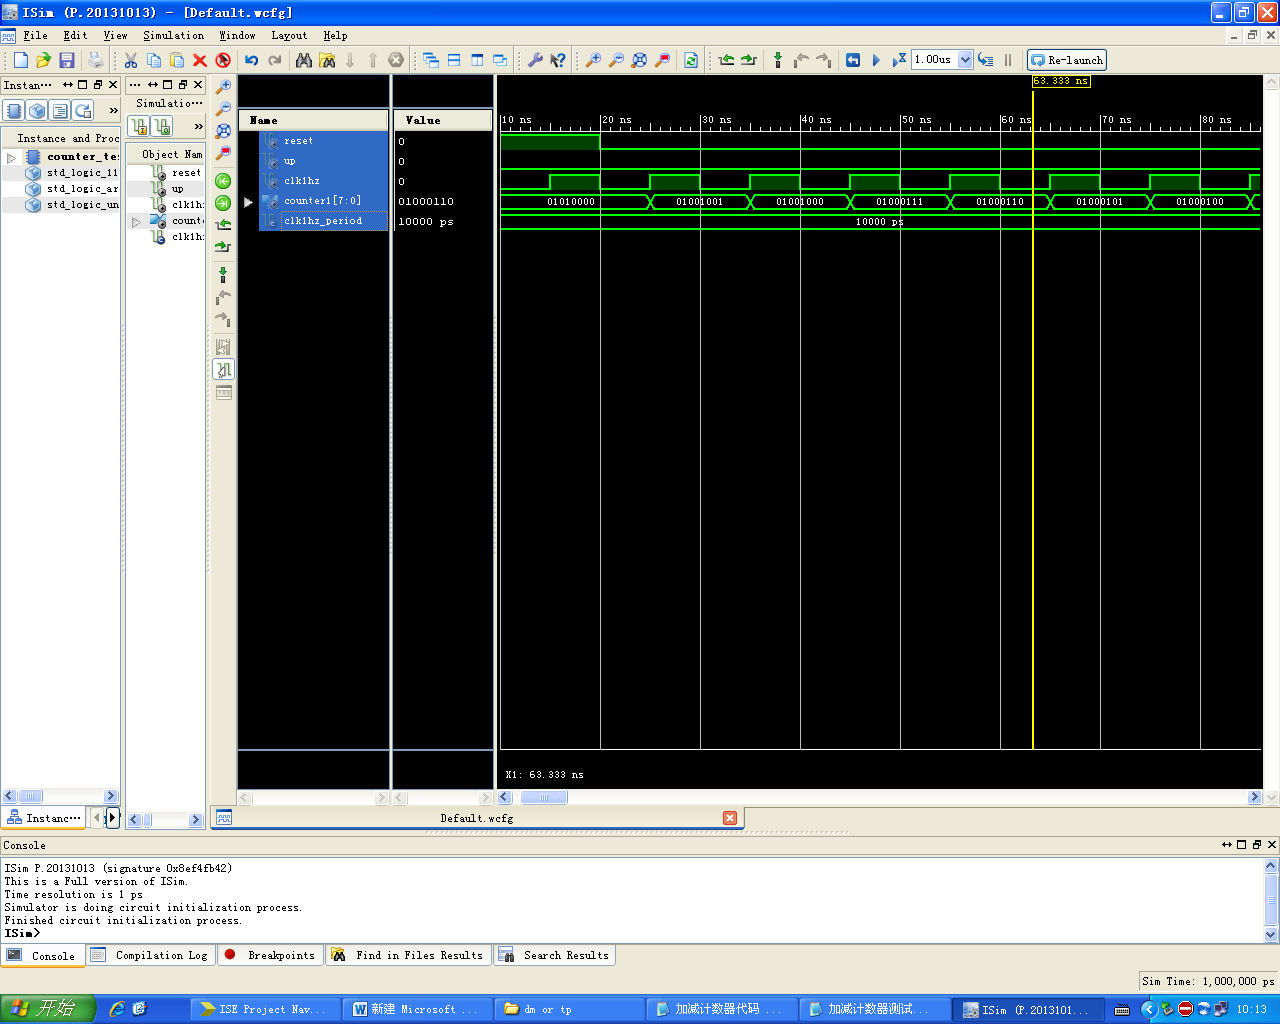 ISim (P.20131013) - [Default.wcfg]
File Edit View Simulation Window Layout Help
1.00us Re-launch
Instan···
Simulatio···
Instance and Proc
counter_te
std_logic_11
std_logic_ar
std_logic_un
Object Nam
reset
up
clk1hz
count
clk1hz
Name Value
reset 0
up 0
clk1hz 0
counter1[7:0] 01000110
clk1hz_period 10000 ps
63.333 ns
10 ns 20 ns 30 ns 40 ns 50 ns 60 ns 70 ns 80 ns
01010000 01001001 01001000 01000111 01000110 01000101 01000100
10000 ps
X1: 63.333 ns
Instanc···
Default.wcfg
Console
ISim P.20131013 (signature 0x8ef4fb42)
This is a Full version of ISim.
Time resolution is 1 ps
Simulator is doing circuit initialization process.
Finished circuit initialization process.
ISim>
Console Compilation Log Breakpoints Find in Files Results Search Results
Sim Time: 1,000,000 ps
开始 ISE Project Nav... 新建 Microsoft ... dm or tp 加减计数器代码 ... 加减计数器测试... ISim (P.2013101... 10:13